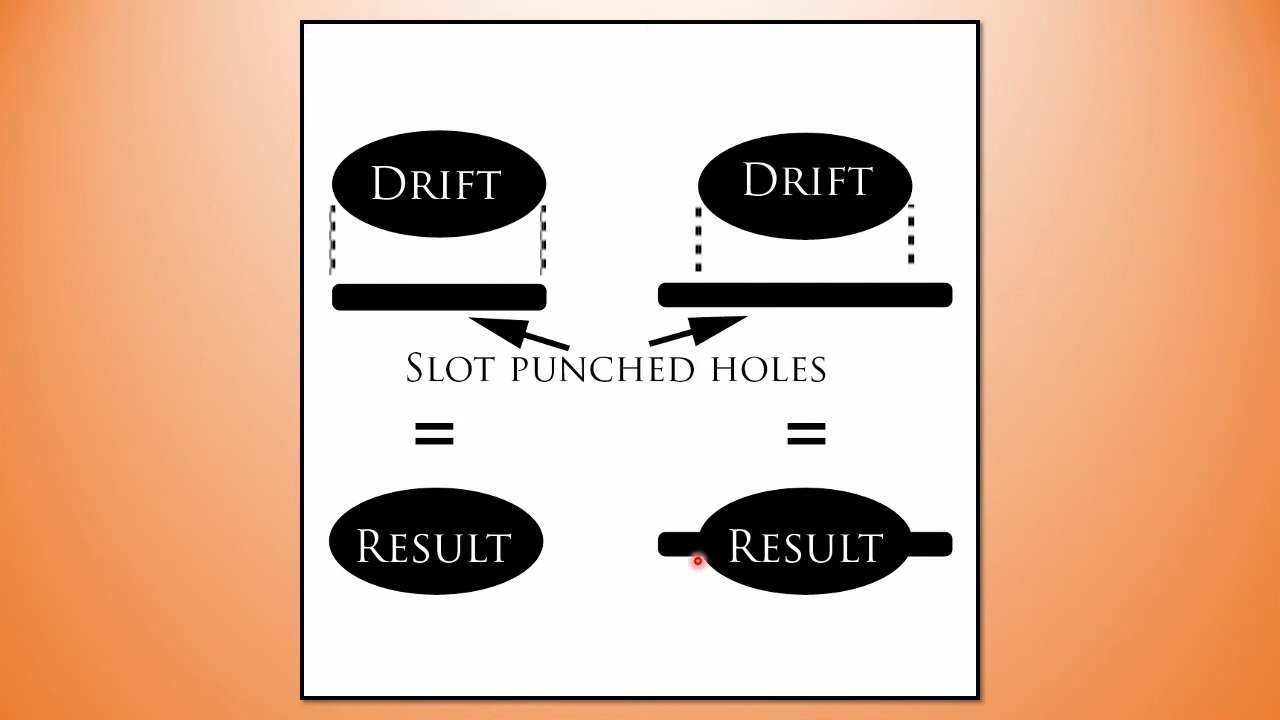 Drift
Drift
Slot punched holes
=
=
Result
Result